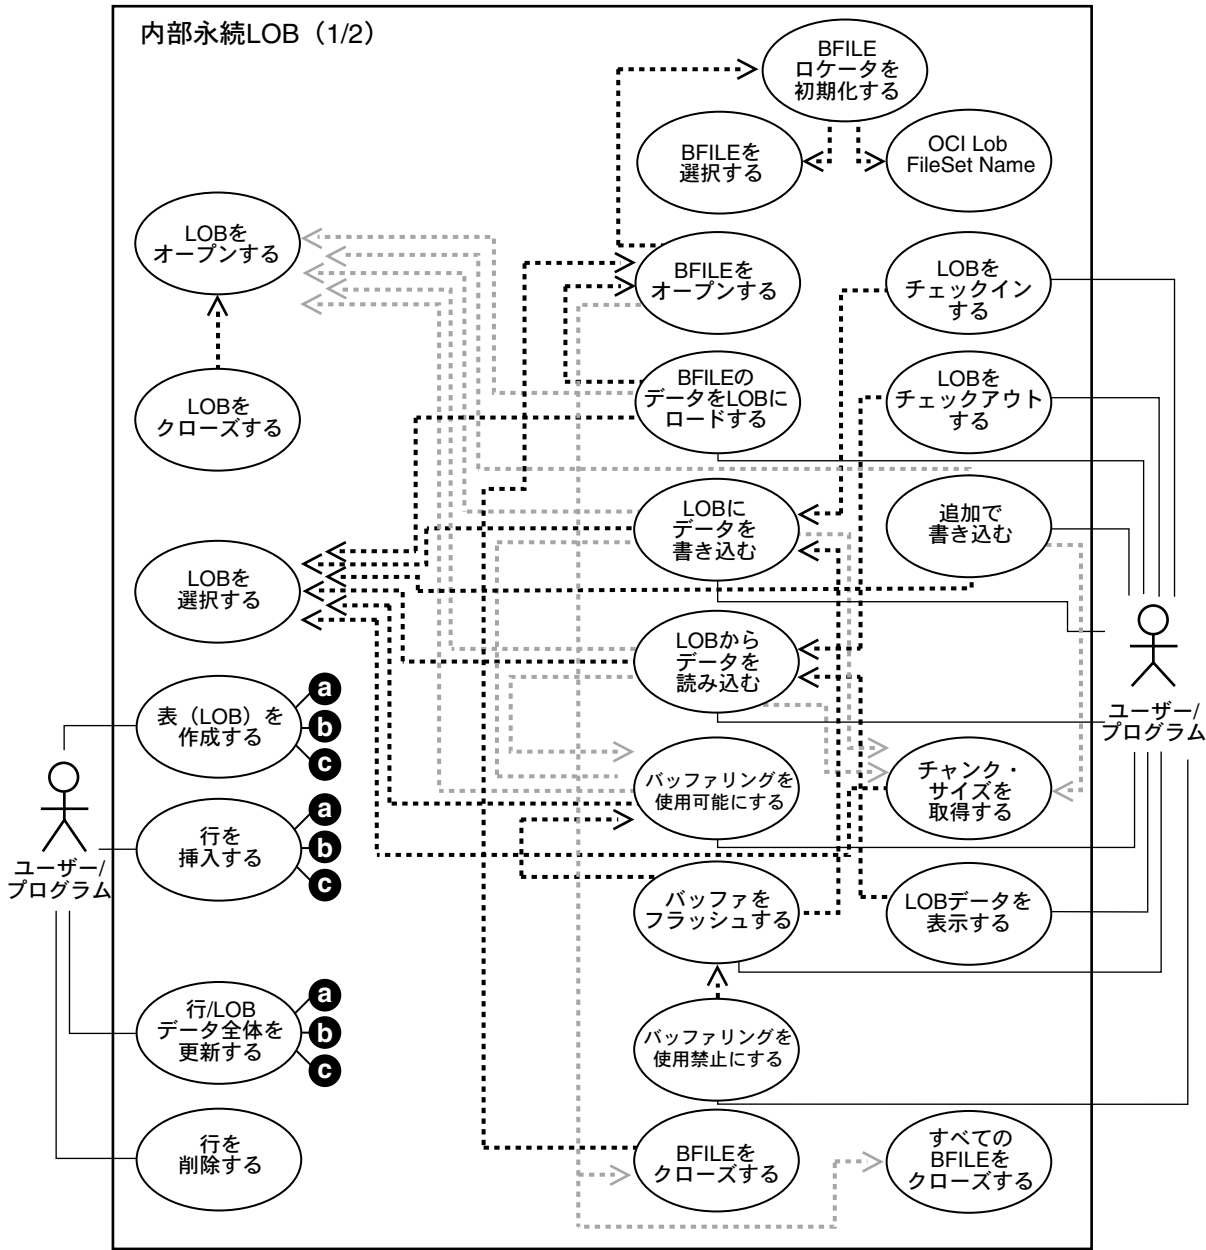 内部永続LOB（1/2）
BFILE
ロケータを
初期化する
BFILEを
選択する
OCI Lob
FileSet Name
LOBを
オープンする
BFILEを
オープンする
LOBを
チェックイン
する
LOBを
クローズする
BFILEの
データをLOBに
ロードする
LOBを
チェックアウト
する
LOBに
データを
書き込む
追加で
書き込む
LOBを
選択する
LOBから
データを
読み込む
ユーザー/
プログラム
表（LOB）を
作成する
a
b
c
バッファリングを
使用可能にする
チャンク・
サイズを
取得する
行を
挿入する
a
b
c
ユーザー/
プログラム
バッファを
フラッシュする
LOBデータを
表示する
行/LOB
データ全体を
更新する
a
b
c
バッファリングを
使用禁止にする
行を
削除する
BFILEを
クローズする
すべての
BFILEを
クローズする